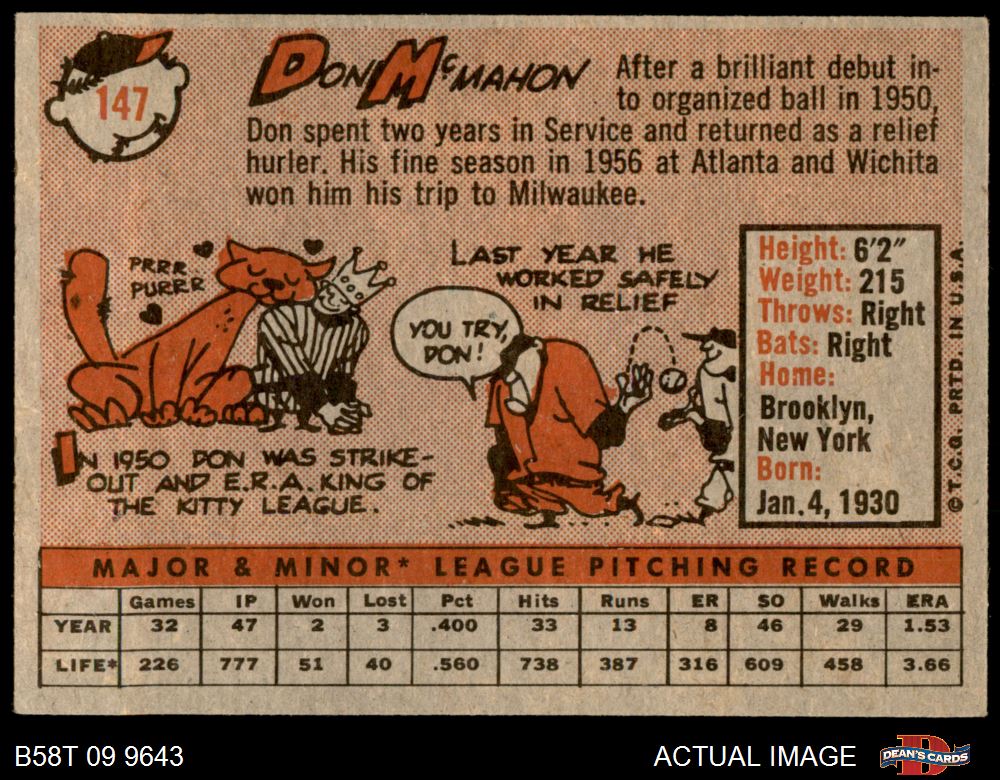 147
DON McMAHON
After a brilliant debut in-
to organized ball in 1950,
Don spent two years in Service and returned as a relief
hurler. His fine season in 1956 at Atlanta and Wichita
won him his trip to Milwaukee.
PRRR
PURRR
IN 1950 DON WAS STRIKE-
OUT AND E.R.A. KING OF
THE KITTY LEAGUE.
LAST YEAR HE
WORKED SAFELY
IN RELIEF
YOU TRY,
DON!
Height: 6'2"
Weight: 215
Throws: Right
Bats: Right
Home:
Brooklyn,
New York
Born:
Jan. 4, 1930
© T.C.G. PRTD. IN U.S.A.
MAJOR & MINOR* LEAGUE PITCHING RECORD
Games IP Won Lost Pct Hits Runs ER SO Walks ERA
YEAR 32 47 2 3 .400 33 13 8 46 29 1.53
LIFE* 226 777 51 40 .560 738 387 316 609 458 3.66
B58T 09 9643
ACTUAL IMAGE
DEAN'S CARDS